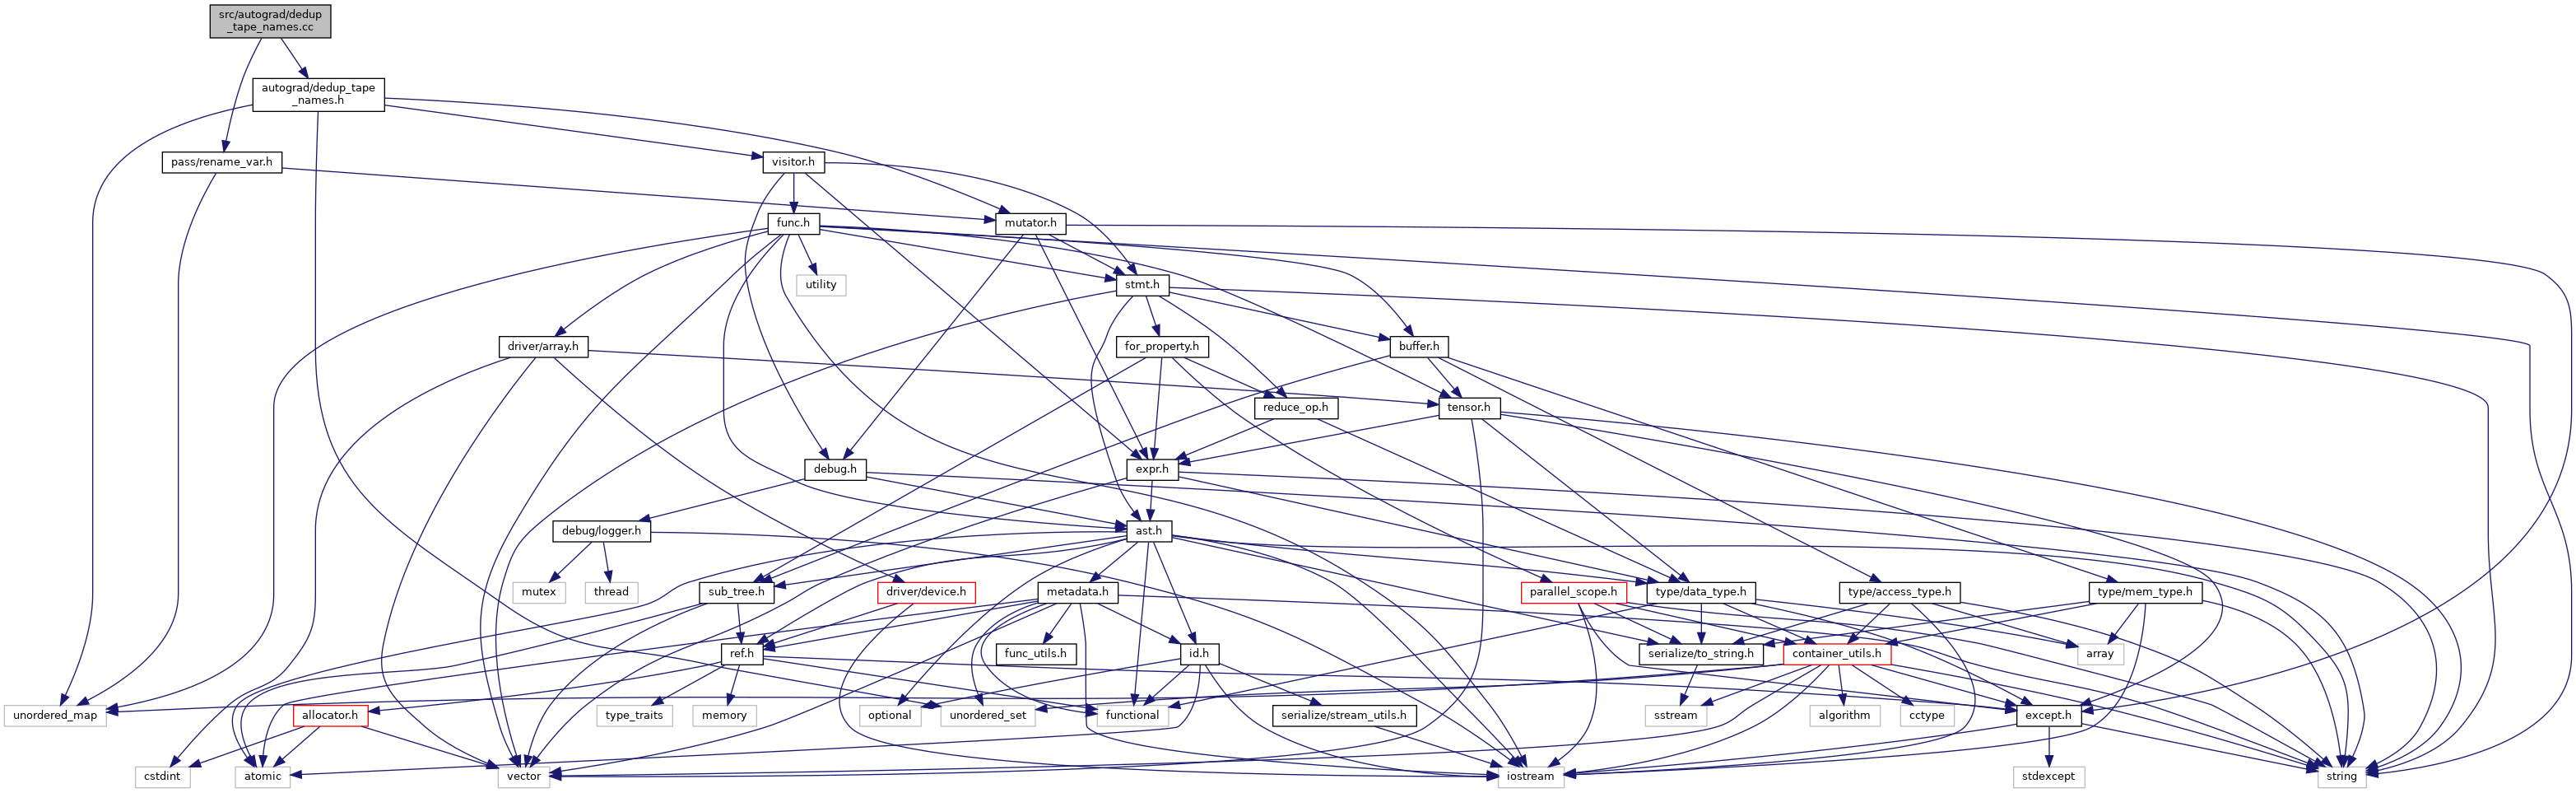 src/autograd/dedup
_tape_names.cc
autograd/dedup_tape
_names.h
pass/rename_var.h
visitor.h
func.h
mutator.h
utility
stmt.h
driver/array.h
for_property.h
buffer.h
reduce_op.h
tensor.h
debug.h
expr.h
debug/logger.h
ast.h
mutex
thread
sub_tree.h
driver/device.h
metadata.h
parallel_scope.h
type/data_type.h
type/access_type.h
type/mem_type.h
ref.h
func_utils.h
id.h
serialize/to_string.h
container_utils.h
array
unordered_map
allocator.h
type_traits
memory
optional
unordered_set
functional
serialize/stream_utils.h
sstream
algorithm
cctype
except.h
cstdint
atomic
vector
iostream
stdexcept
string